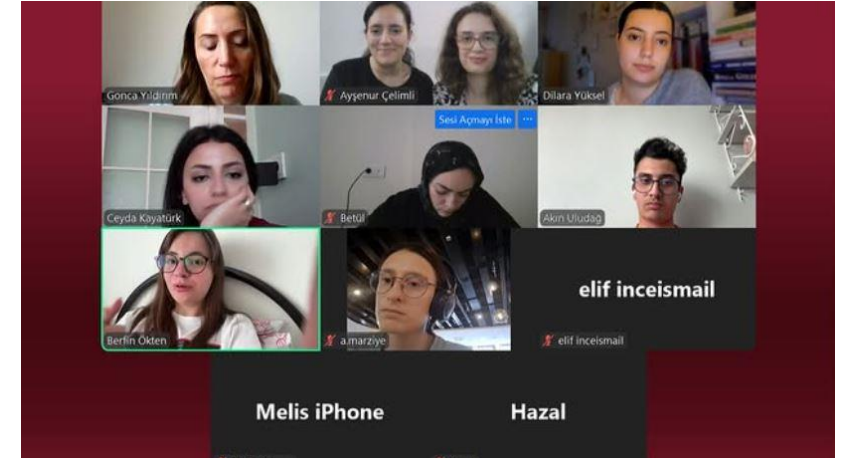 Gonca Yıldırım
Ayşenur Çelimli
Dilara Yüksel
Sesi Açmayı İste ...
Ceyda Kayatürk
Betül
Akın Uludağ
elif inceismail
Berfin Ökten
a.marziye
elif inceismail
Melis iPhone
Hazal